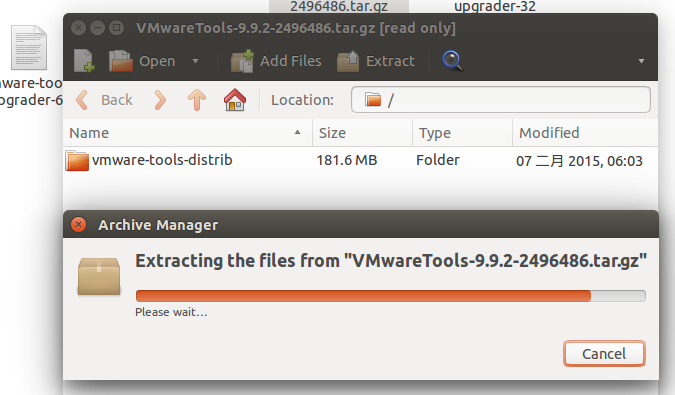 2496486.tar.gz
upgrader-32
VMwareTools-9.9.2-2496486.tar.gz [read only]
Open
Add Files
Extract
ware-too
pgrader-6
Back
Location:
/
Name
Size
Type
Modified
vmware-tools-distrib
181.6 MB
Folder
07 二月 2015, 06:03
Archive Manager
Extracting the files from "VMwareTools-9.9.2-2496486.tar.gz"
Please wait…
Cancel